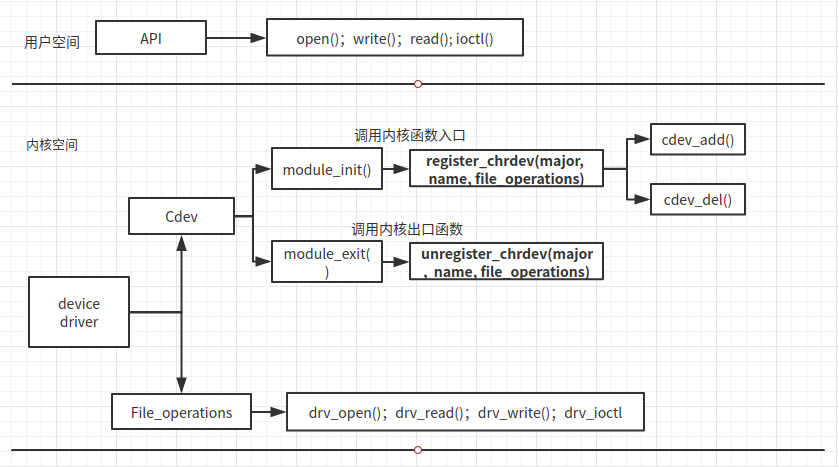 用户空间
API
open()；write()；read(); ioctl()
内核空间
调用内核函数入口
module_init()
register_chrdev(major,
name, file_operations)
cdev_add()
cdev_del()
Cdev
调用内核出口函数
module_exit(
)
unregister_chrdev(major
, name, file_operations)
device
driver
File_operations
drv_open()；drv_read()；drv_write()；drv_ioctl